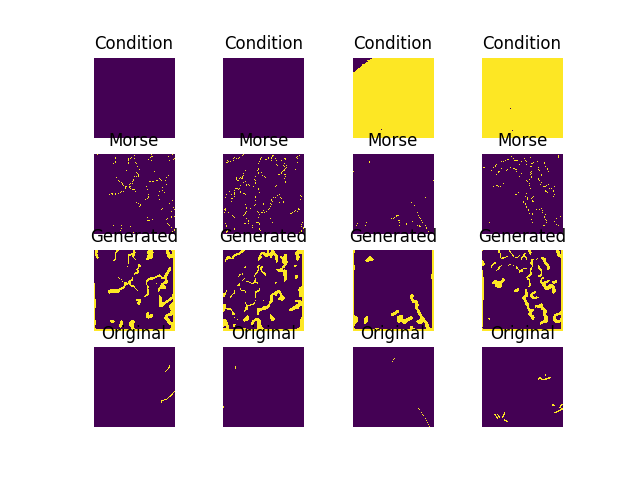 Condition Condition Condition Condition
Morse Morse Morse Morse
Generated Generated Generated Generated
Original Original Original Original